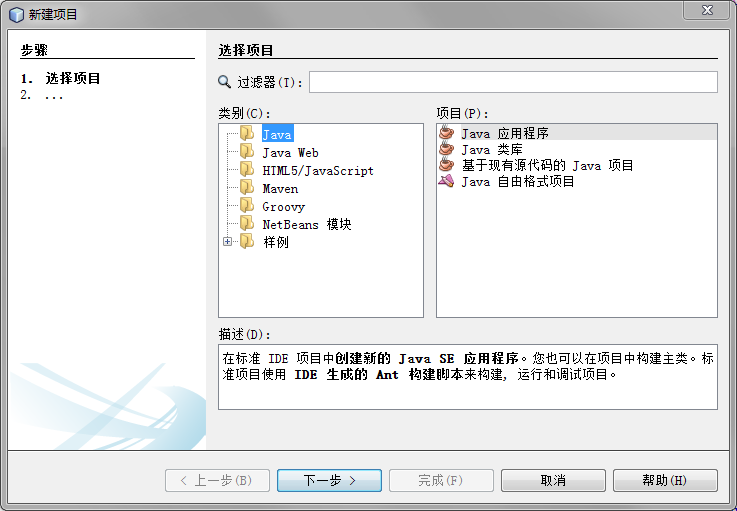 新建项目
步骤
1. 选择项目
2. ...
选择项目
过滤器(T):
类别(C):
Java
Java Web
HTML5/JavaScript
Maven
Groovy
NetBeans 模块
样例
项目(P):
Java 应用程序
Java 类库
基于现有源代码的 Java 项目
Java 自由格式项目
描述(D):
在标准 IDE 项目中创建新的 Java SE 应用程序。您也可以在项目中构建主类。标
准项目使用 IDE 生成的 Ant 构建脚本来构建, 运行和调试项目。
< 上一步(B)
下一步 >
完成(F)
取消
帮助(H)